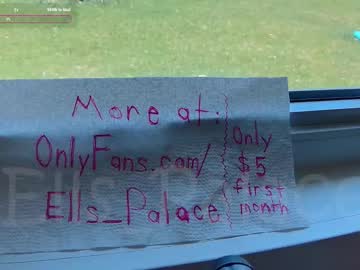 More at:
OnlyFans.com/
Ells_Palace
Only
$5
first
month